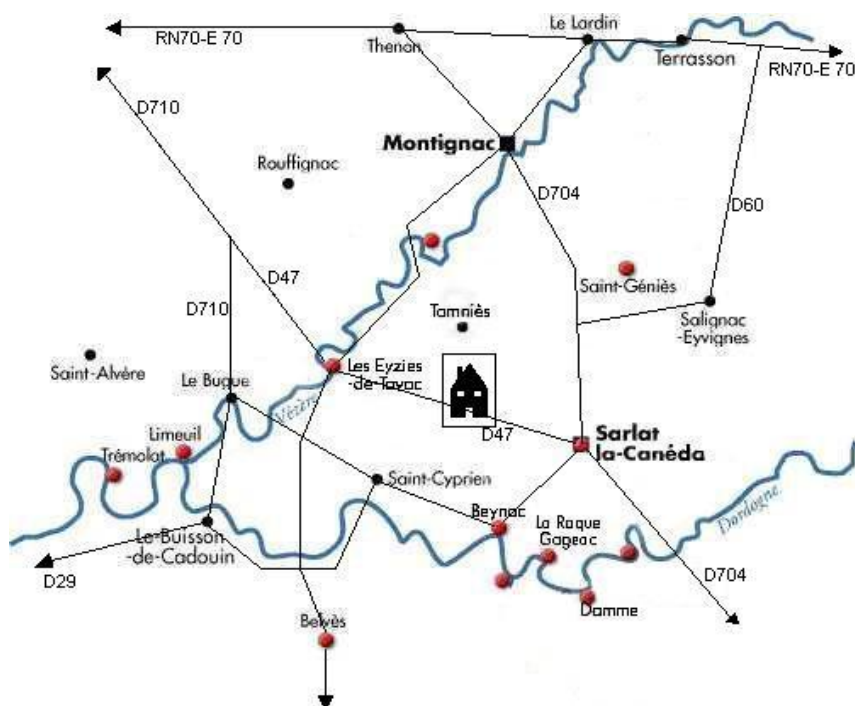 Le Lardin
RN70-E 70
Thenon
Terrasson
RN70-E 70
D710
Montignac
Rouffignac
D704
D60
D47
Saint-Géniès
D710
Tamniès
Salignac
-Eyvignes
Saint-Alvère
Les Eyzies
-de-Tayac
Le Bugue
Vézère
D47
Sarlat
la-Canéda
Limeuil
Trémolat
Saint-Cyprien
Beynac
Dordogne
La Roque
Gageac
Le Buisson
-de-Cadouin
D29
D704
Domme
Belvès